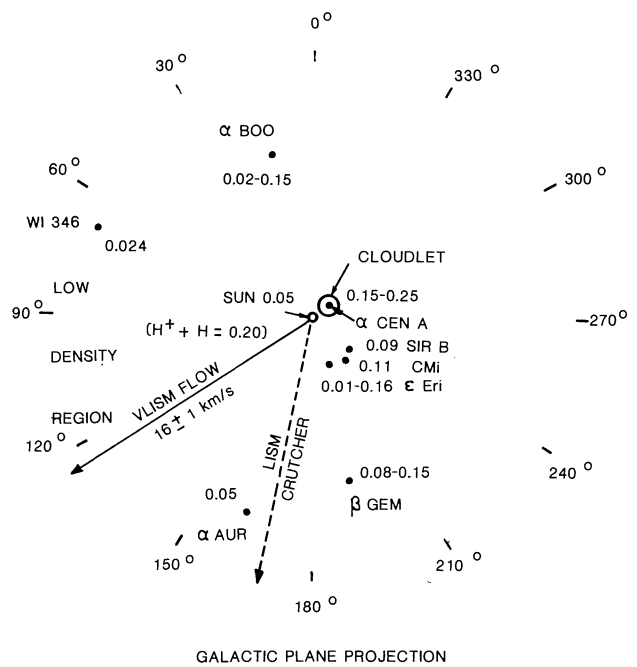 0°
30°
330°
α BOO
0.02-0.15
60°
300°
WI 346
0.024
CLOUDLET
LOW
SUN 0.05
0.15-0.25
90°
(H⁺ + H = 0.20)
α CEN A
270°
DENSITY
0.09 SIR B
0.11 CMi
0.01-0.16 ε Eri
VLISM FLOW
16 ± 1 km/s
REGION
120°
LISM
CRUTCHER
240°
0.05
0.08-0.15
β GEM
α AUR
150°
210°
180°
GALACTIC PLANE PROJECTION